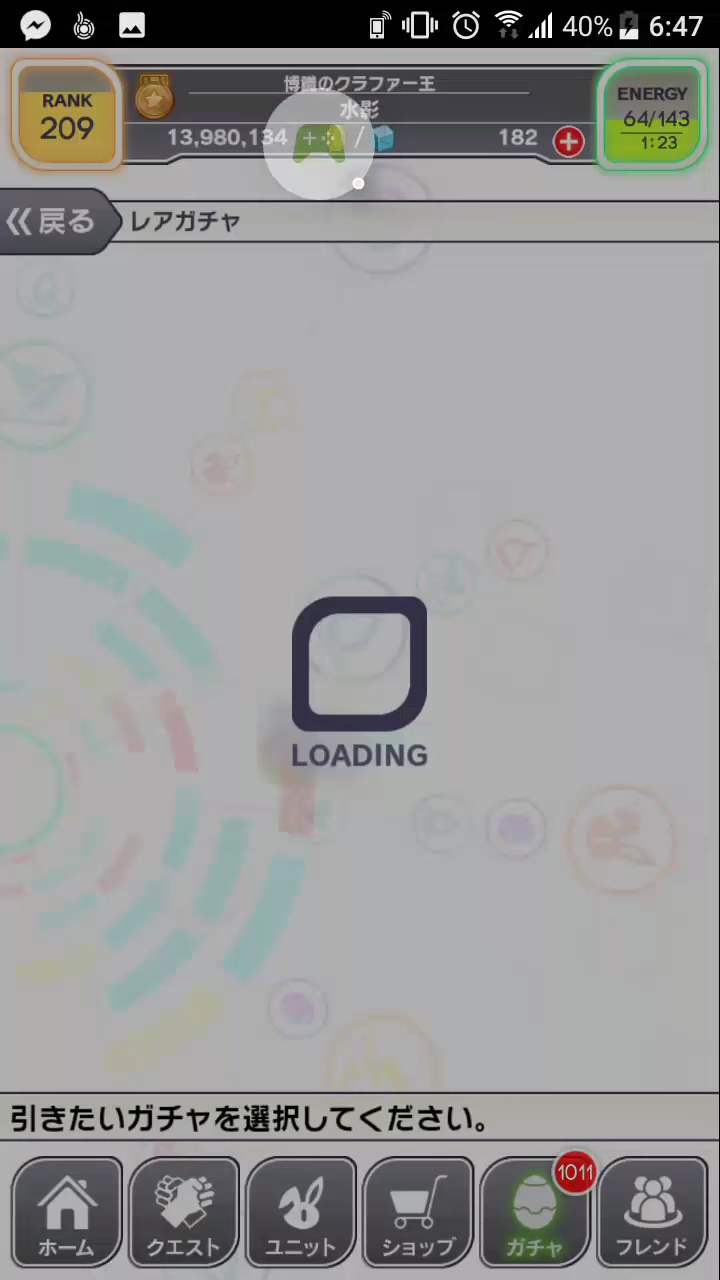 40% 6:47
RANK
209
博識のクラファー王
水影
13,980,134 / 182
ENERGY
64/143
1:23
戻る
レアガチャ
LOADING
引きたいガチャを選択してください。
1011
ホーム クエスト ユニット ショップ ガチャ フレンド